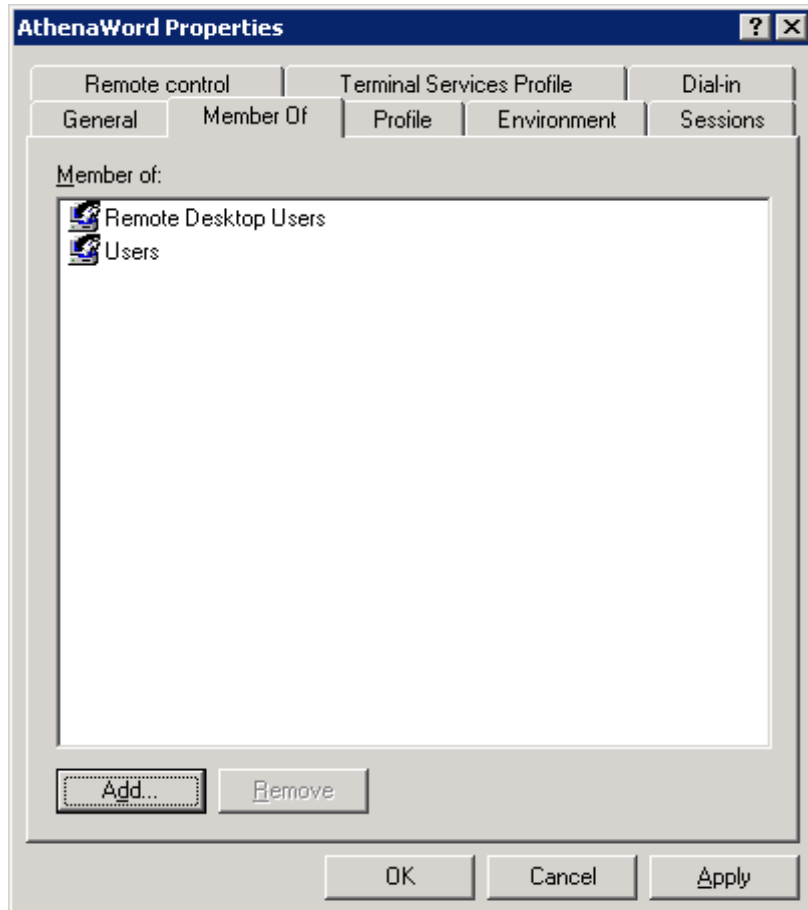 AthenaWord Properties
Remote control Terminal Services Profile Dial-in
General Member Of Profile Environment Sessions
Member of:
Remote Desktop Users
Users
Add... Remove
OK Cancel Apply